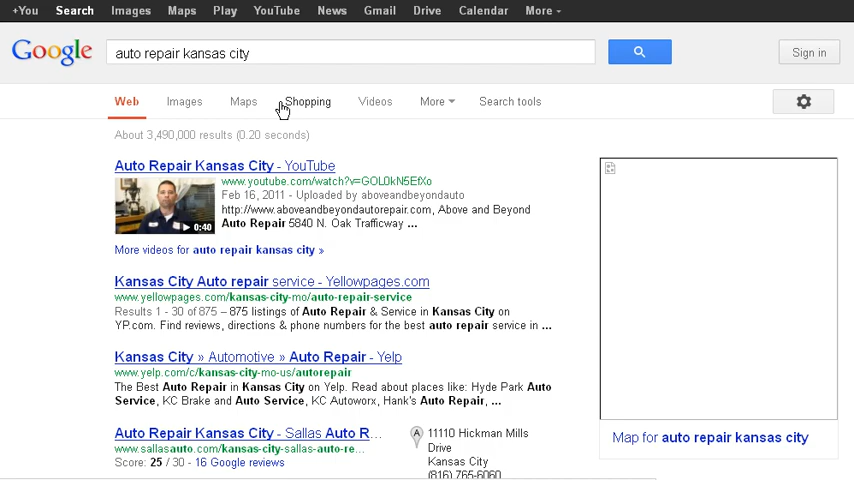 +You Search Images Maps Play YouTube News Gmail Drive Calendar More
Google auto repair kansas city Sign in
Web Images Maps Shopping Videos More Search tools
About 3,490,000 results (0.20 seconds)
Auto Repair Kansas City - YouTube
www.youtube.com/watch?v=GOL0kN5EfXo
Feb 16, 2011 - Uploaded by aboveandbeyondauto
http://www.aboveandbeyondautorepair.com, Above and Beyond
Auto Repair 5840 N. Oak Trafficway ...
0:40
More videos for auto repair kansas city »
Kansas City Auto repair service - Yellowpages.com
www.yellowpages.com/kansas-city-mo/auto-repair-service
Results 1 - 30 of 875 – 875 listings of Auto Repair & Service in Kansas City on
YP.com. Find reviews, directions & phone numbers for the best auto repair service in ...
Kansas City » Automotive » Auto Repair - Yelp
www.yelp.com/c/kansas-city-mo-us/autorepair
The Best Auto Repair in Kansas City on Yelp. Read about places like: Hyde Park Auto
Service, KC Brake and Auto Service, KC Autoworx, Hank's Auto Repair, ...
Auto Repair Kansas City - Sallas Auto R...
www.sallasauto.com/kansas-city-sallas-auto-re...
Score: 25 / 30 - 16 Google reviews
A
11110 Hickman Mills
Drive
Kansas City
(816) 765-6060
Map for auto repair kansas city